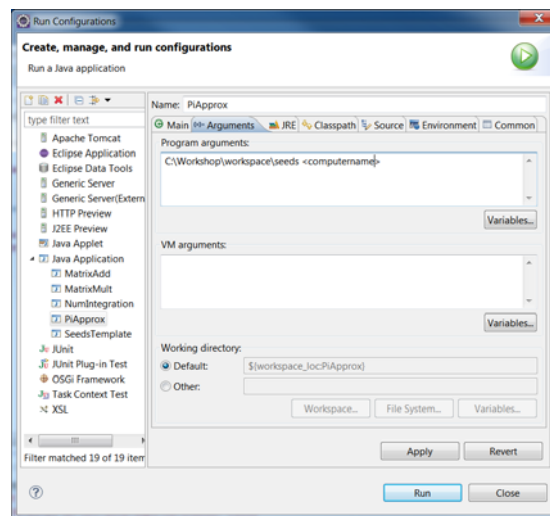 Run Configurations
Create, manage, and run configurations
Run a Java application
type filter text
Apache Tomcat
Eclipse Application
Eclipse Data Tools
Generic Server
Generic Server(Extern
HTTP Preview
J2EE Preview
Java Applet
Java Application
MatrixAdd
MatrixMult
NumIntegration
PiApprox
SeedsTemplate
JUnit
JUnit Plug-in Test
OSGi Framework
Task Context Test
XSL
Filter matched 19 of 19 item
Name: PiApprox
Main Arguments JRE Classpath Source Environment Common
Program arguments:
C:\Workshop\workspace\seeds <computername>
Variables...
VM arguments:
Variables...
Working directory:
Default: ${workspace_loc:PiApprox}
Other:
Workspace... File System... Variables...
Apply Revert
Run Close